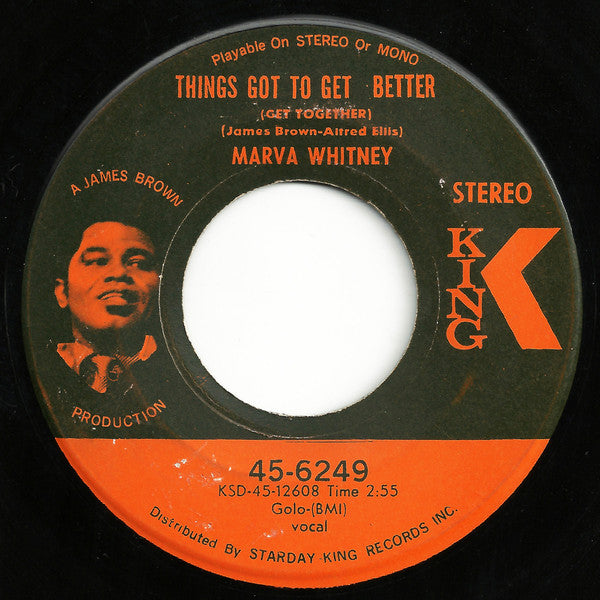 Playable On STEREO Or MONO
THINGS GOT TO GET BETTER
(GET TOGETHER)
(James Brown-Alfred Ellis)
MARVA WHITNEY
A JAMES BROWN
PRODUCTION
STEREO
KING
K
45-6249
KSD-45-12608 Time 2:55
Golo-(BMI)
vocal
Distributed By STARDAY-KING RECORDS INC.